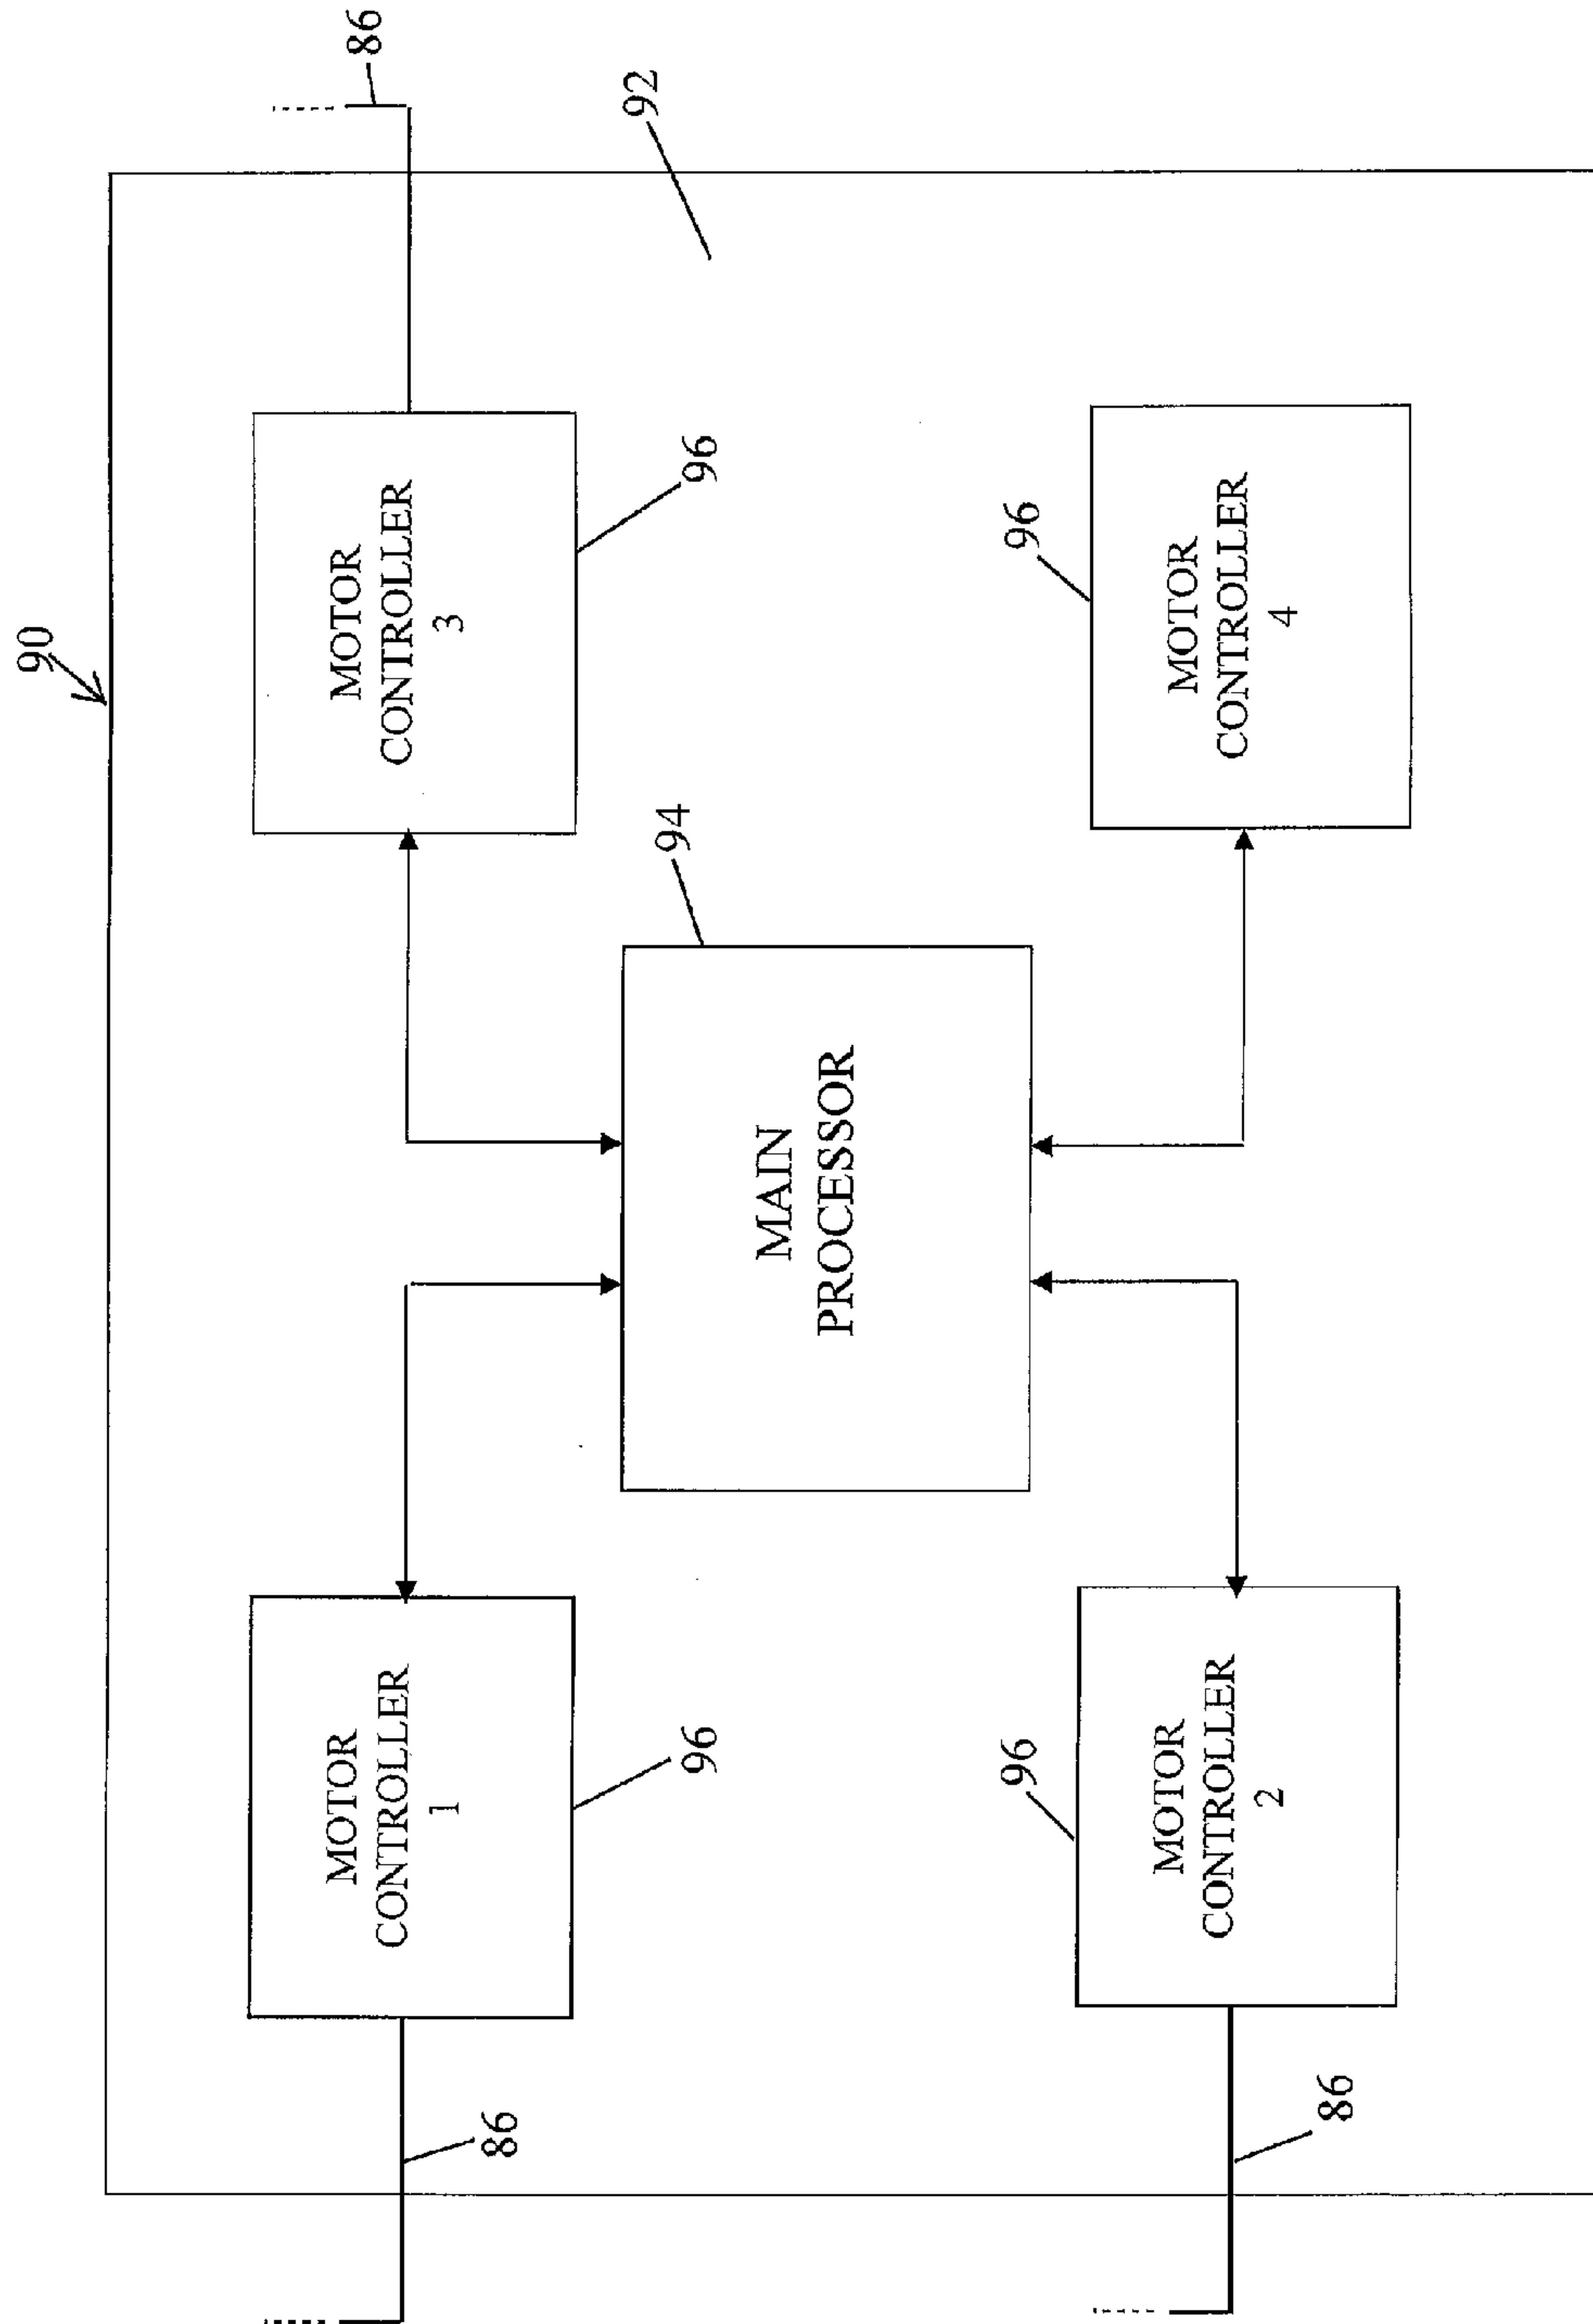 90
86
MOTOR
CONTROLLER
1
MOTOR
CONTROLLER
3
86
92
96
96
94
MAIN
PROCESSOR
96
96
MOTOR
CONTROLLER
2
MOTOR
CONTROLLER
4
86